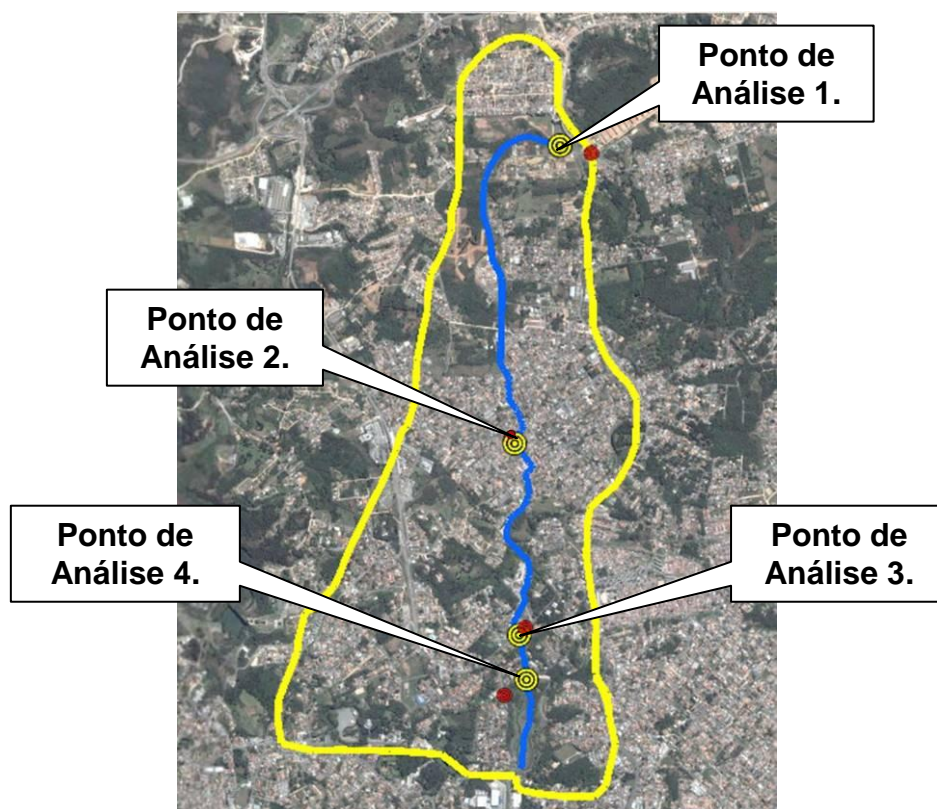 Ponto de
Análise 1.
Ponto de
Análise 2.
Ponto de
Análise 4.
Ponto de
Análise 3.